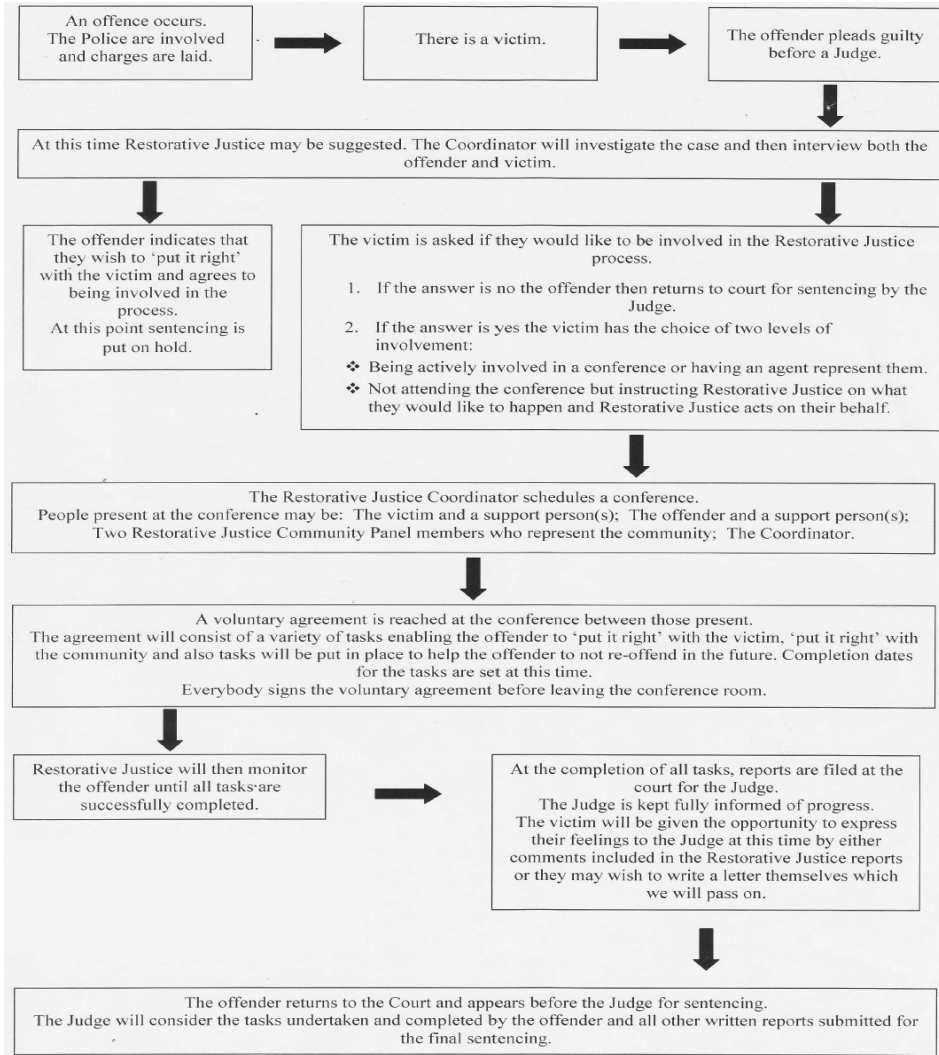 An offence occurs.
The Police are involved
and charges are laid.
There is a victim.
The offender pleads guilty
before a Judge.
At this time Restorative Justice may be suggested. The Coordinator will investigate the case and then interview both the
offender and victim.
The offender indicates that
they wish to ‘put it right’
with the victim and agrees to
being involved in the
process.
At this point sentencing is
put on hold.
The victim is asked if they would like to be involved in the Restorative Justice
process.
1. If the answer is no the offender then returns to court for sentencing by the
Judge.
2. If the answer is yes the victim has the choice of two levels of
involvement:
❖ Being actively involved in a conference or having an agent represent them.
❖ Not attending the conference but instructing Restorative Justice on what
they would like to happen and Restorative Justice acts on their behalf.
The Restorative Justice Coordinator schedules a conference.
People present at the conference may be: The victim and a support person(s); The offender and a support person(s);
Two Restorative Justice Community Panel members who represent the community; The Coordinator.
A voluntary agreement is reached at the conference between those present.
The agreement will consist of a variety of tasks enabling the offender to ‘put it right’ with the victim, ‘put it right’ with
the community and also tasks will be put in place to help the offender to not re-offend in the future. Completion dates
for the tasks are set at this time.
Everybody signs the voluntary agreement before leaving the conference room.
Restorative Justice will then monitor
the offender until all tasks are
successfully completed.
At the completion of all tasks, reports are filed at the
court for the Judge.
The Judge is kept fully informed of progress.
The victim will be given the opportunity to express
their feelings to the Judge at this time by either
comments included in the Restorative Justice reports
or they may wish to write a letter themselves which
we will pass on.
The offender returns to the Court and appears before the Judge for sentencing.
The Judge will consider the tasks undertaken and completed by the offender and all other written reports submitted for
the final sentencing.